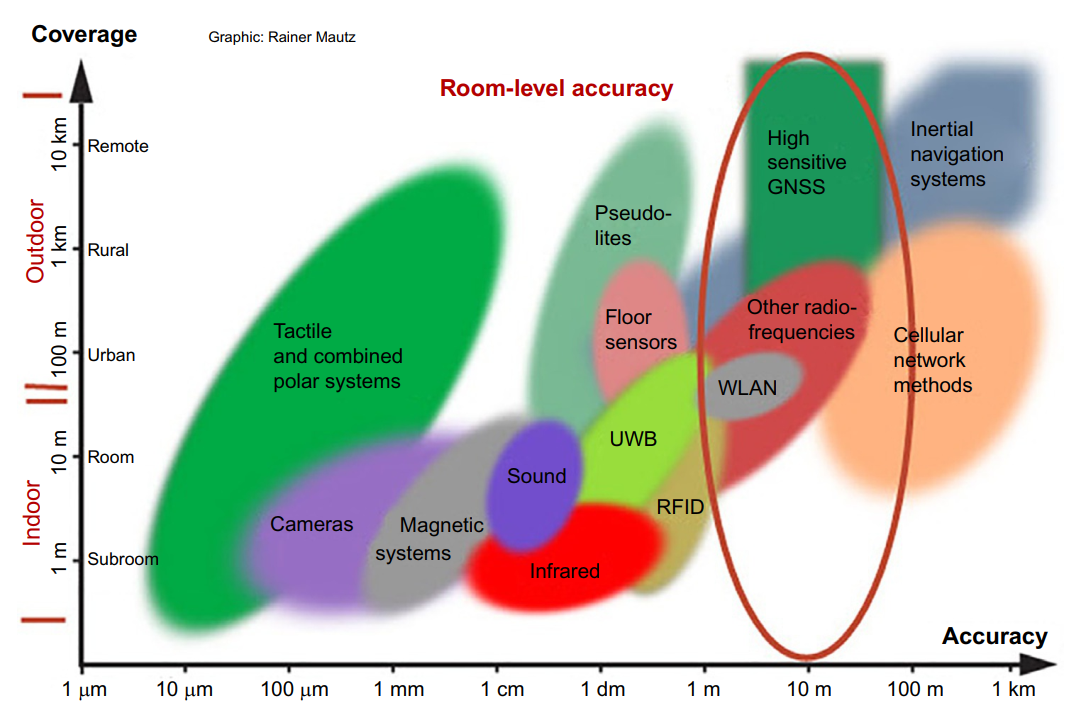 Coverage
Graphic: Rainer Mautz
Room-level accuracy
Outdoor
Indoor
10 km
1 km
100 m
10 m
1 m
Remote
Rural
Urban
Room
Subroom
High
sensitive
GNSS
Inertial
navigation
systems
Pseudo-
lites
Tactile
and combined
polar systems
Floor
sensors
Other radio-
frequencies
Cellular
network
methods
WLAN
UWB
Sound
RFID
Cameras
Magnetic
systems
Infrared
Accuracy
1 μm
10 μm
100 μm
1 mm
1 cm
1 dm
1 m
10 m
100 m
1 km